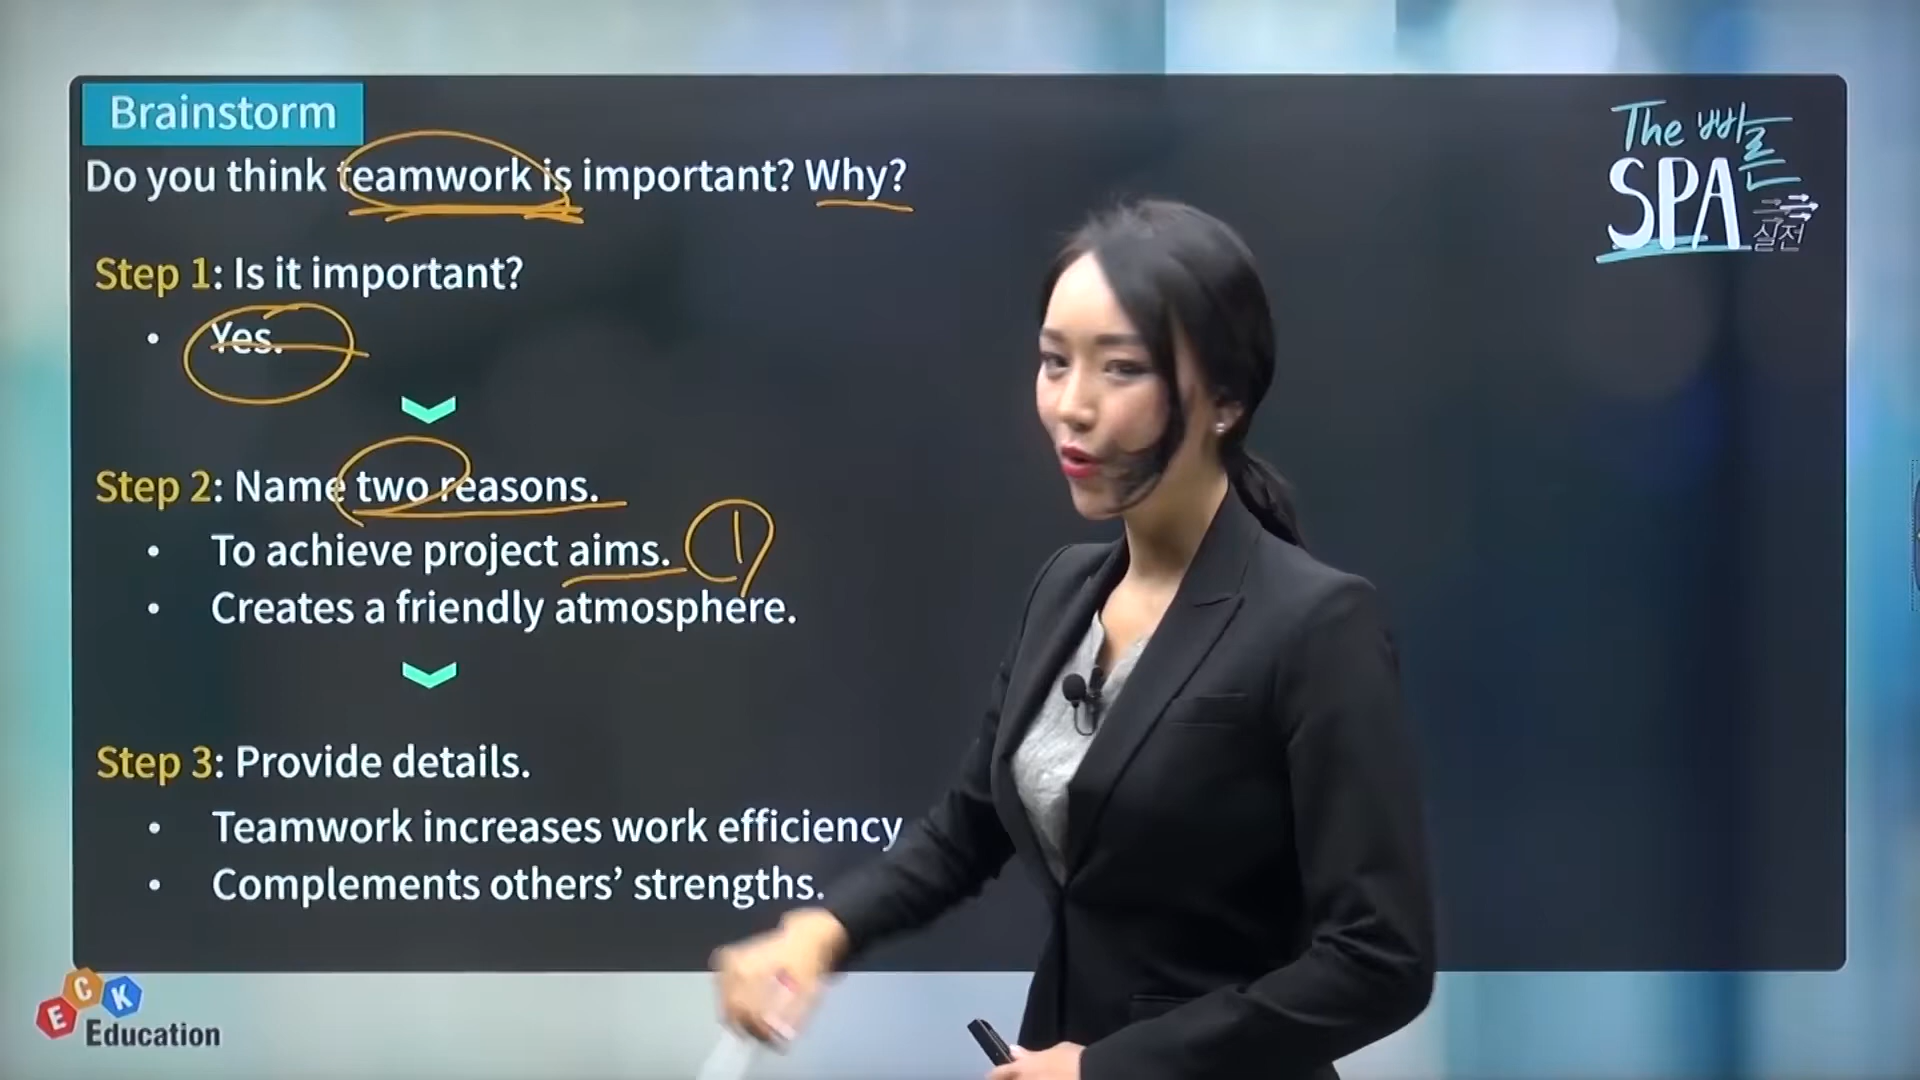 Brainstorm
Do you think teamwork is important? Why?
Step 1: Is it important?
• Yes.
Step 2: Name two reasons.
• To achieve project aims. 1
• Creates a friendly atmosphere.
Step 3: Provide details.
• Teamwork increases work efficiency
• Complements others’ strengths.
The 빠른
SPA
실전
ECK
Education